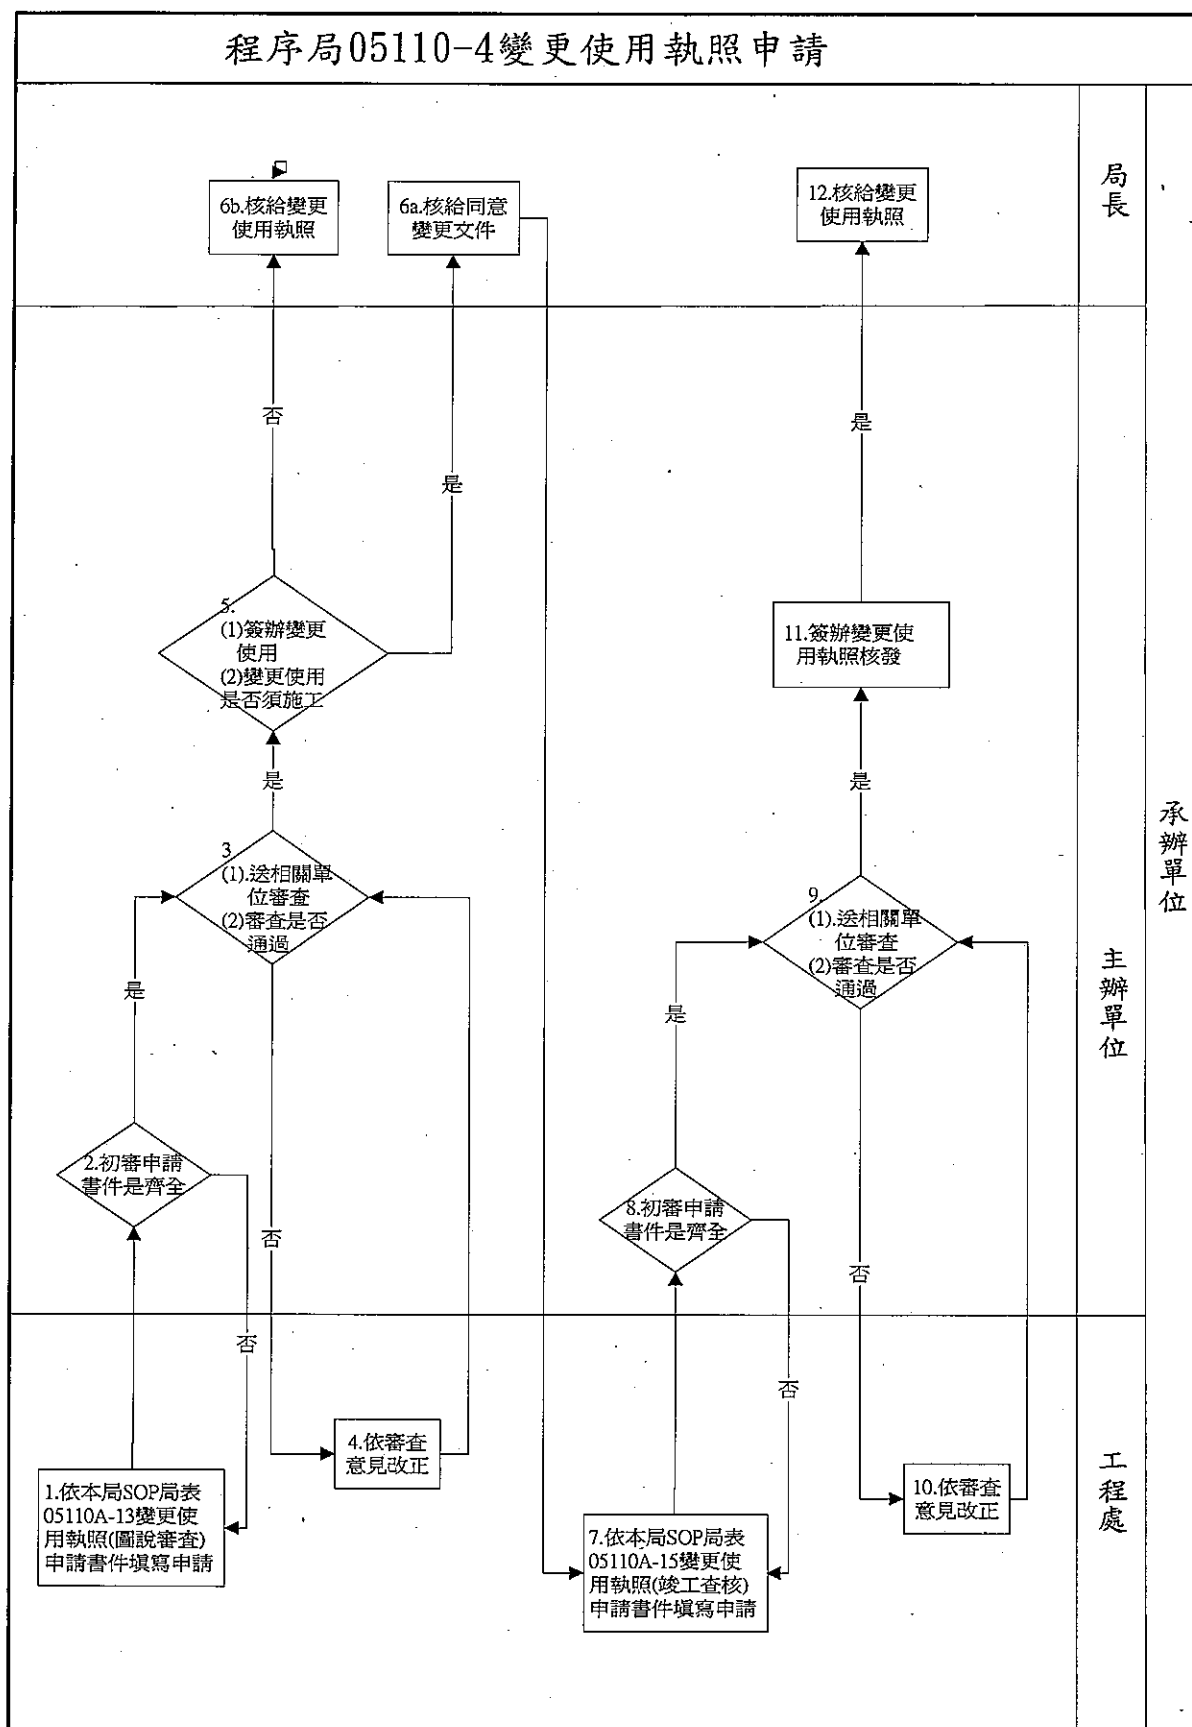 程序局05110-4變更使用執照申請
局
長
承
辦
單
位
主
辦
單
位
工
程
處
6b.核給變更
使用執照
6a.核給同意
變更文件
12.核給變更
使用執照
否
是
是
5.
(1)簽辦變更
使用
(2)變更使用
是否須施工
11.簽辦變更使
用執照核發
是
是
3
(1).送相關單
位審查
(2)審查是否
通過
9.
(1).送相關單
位審查
(2)審查是否
通過
是
是
2.初審申請
書件是齊全
8.初審申請
書件是齊全
否
否
否
否
4.依審查
意見改正
10.依審查
意見改正
1.依本局SOP局表
05110A-13變更使
用執照(圖說審查)
申請書件填寫申請
7.依本局SOP局表
05110A-15變更使
用執照(竣工查核)
申請書件填寫申請